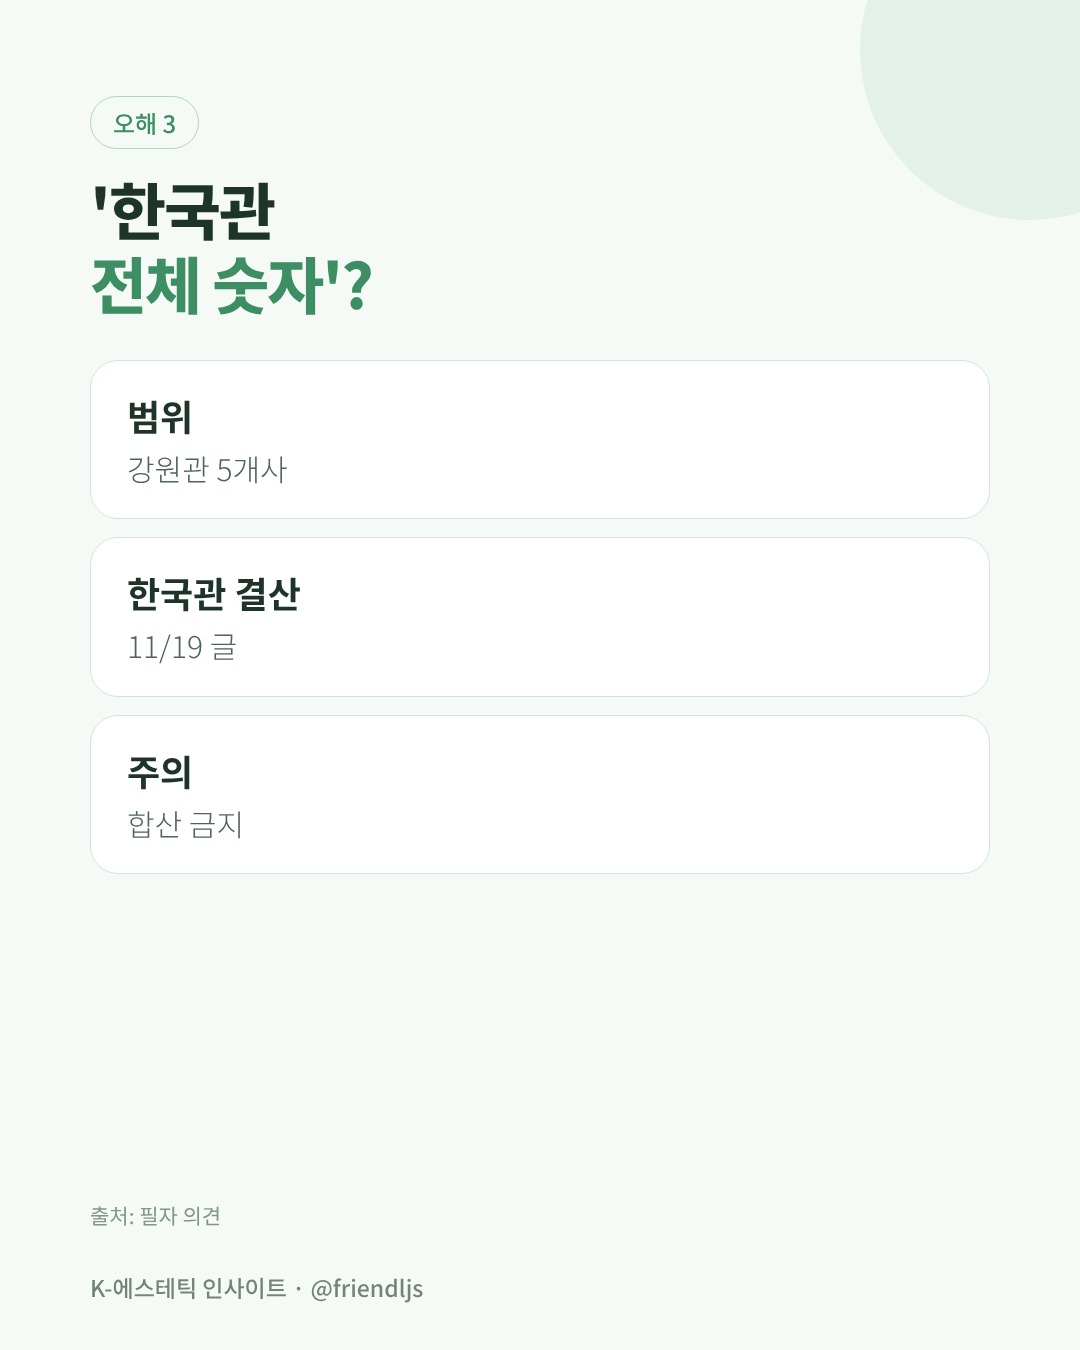 오해 3
'한국관
전체 숫자'?
범위
강원관 5개사
한국관 결산
11/19 글
주의
합산 금지
출처: 필자 의견
K-에스테틱 인사이트 · @friendljs